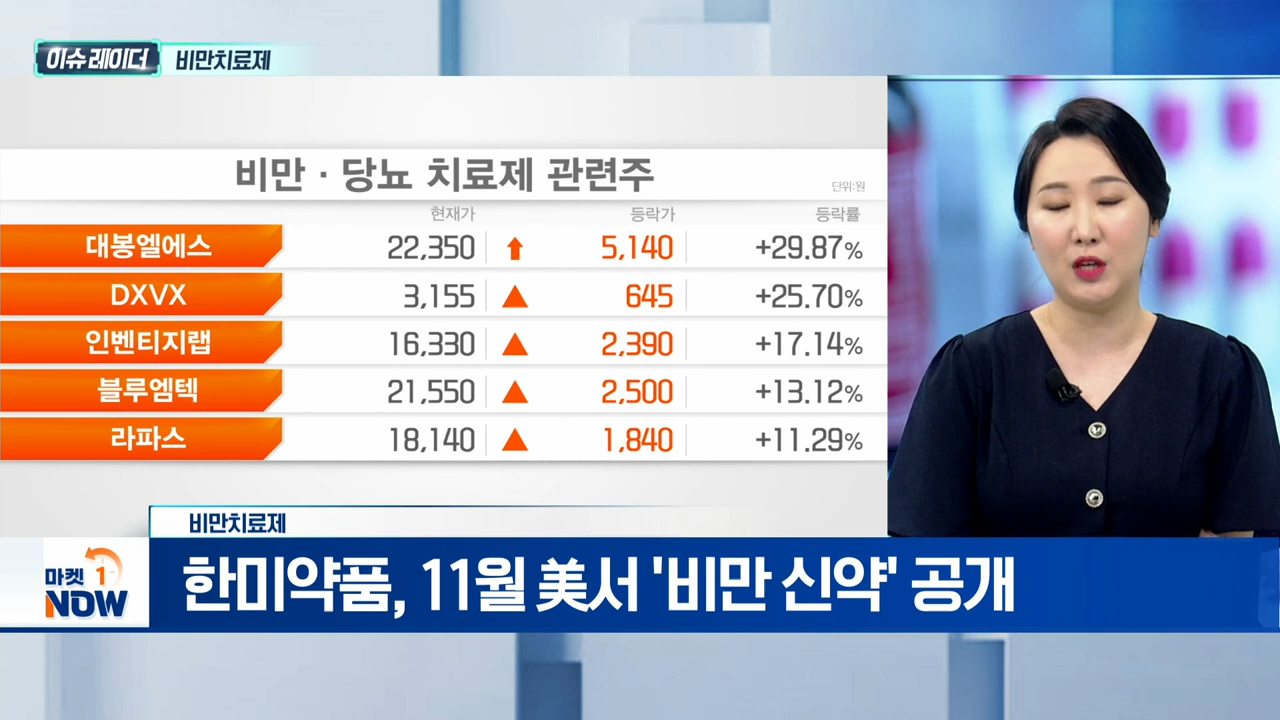 이슈레이더 비만치료제
비만 · 당뇨 치료제 관련주
단위:원
현재가 등락가 등락률
대봉엘에스 22,350 5,140 +29.87%
DXVX 3,155 645 +25.70%
인벤티지랩 16,330 2,390 +17.14%
블루엠텍 21,550 2,500 +13.12%
라파스 18,140 1,840 +11.29%
비만치료제
마켓 1
NOW
한미약품, 11월 美서 '비만 신약' 공개